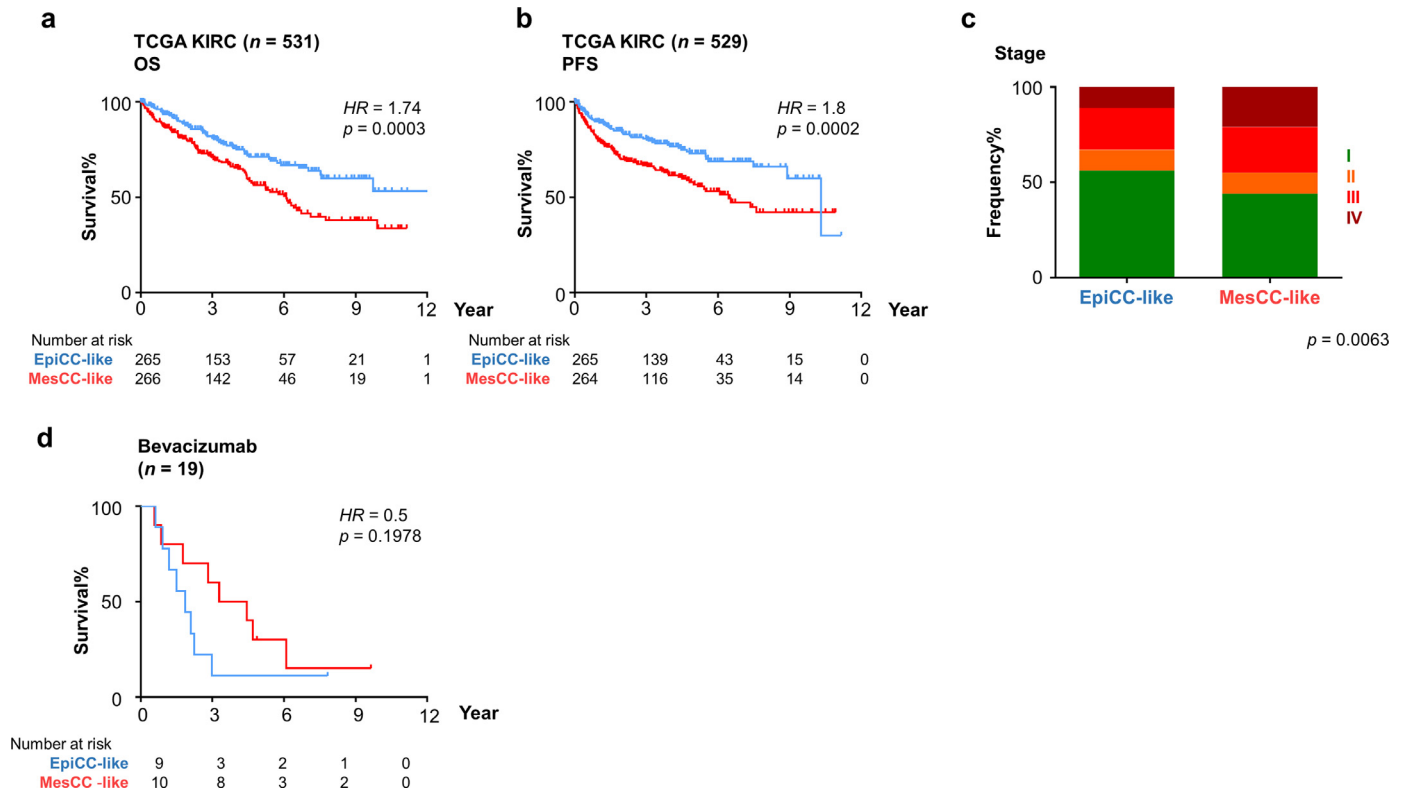 a
TCGA KIRC (n = 531)
OS
HR = 1.74
p = 0.0003
Survival%
100
50
0
0 3 6 9 12 Year
Number at risk
EpiCC-like 265 153 57 21 1
MesCC-like 266 142 46 19 1
b
TCGA KIRC (n = 529)
PFS
HR = 1.8
p = 0.0002
Survival%
100
50
0
0 3 6 9 12 Year
Number at risk
EpiCC-like 265 139 43 15 0
MesCC-like 264 116 35 14 0
c
Stage
Frequency%
100
50
0
I
II
III
IV
EpiCC-like MesCC-like
p = 0.0063
d
Bevacizumab
(n = 19)
HR = 0.5
p = 0.1978
Survival%
100
50
0
0 3 6 9 12 Year
Number at risk
EpiCC-like 9 3 2 1 0
MesCC -like 10 8 3 2 0